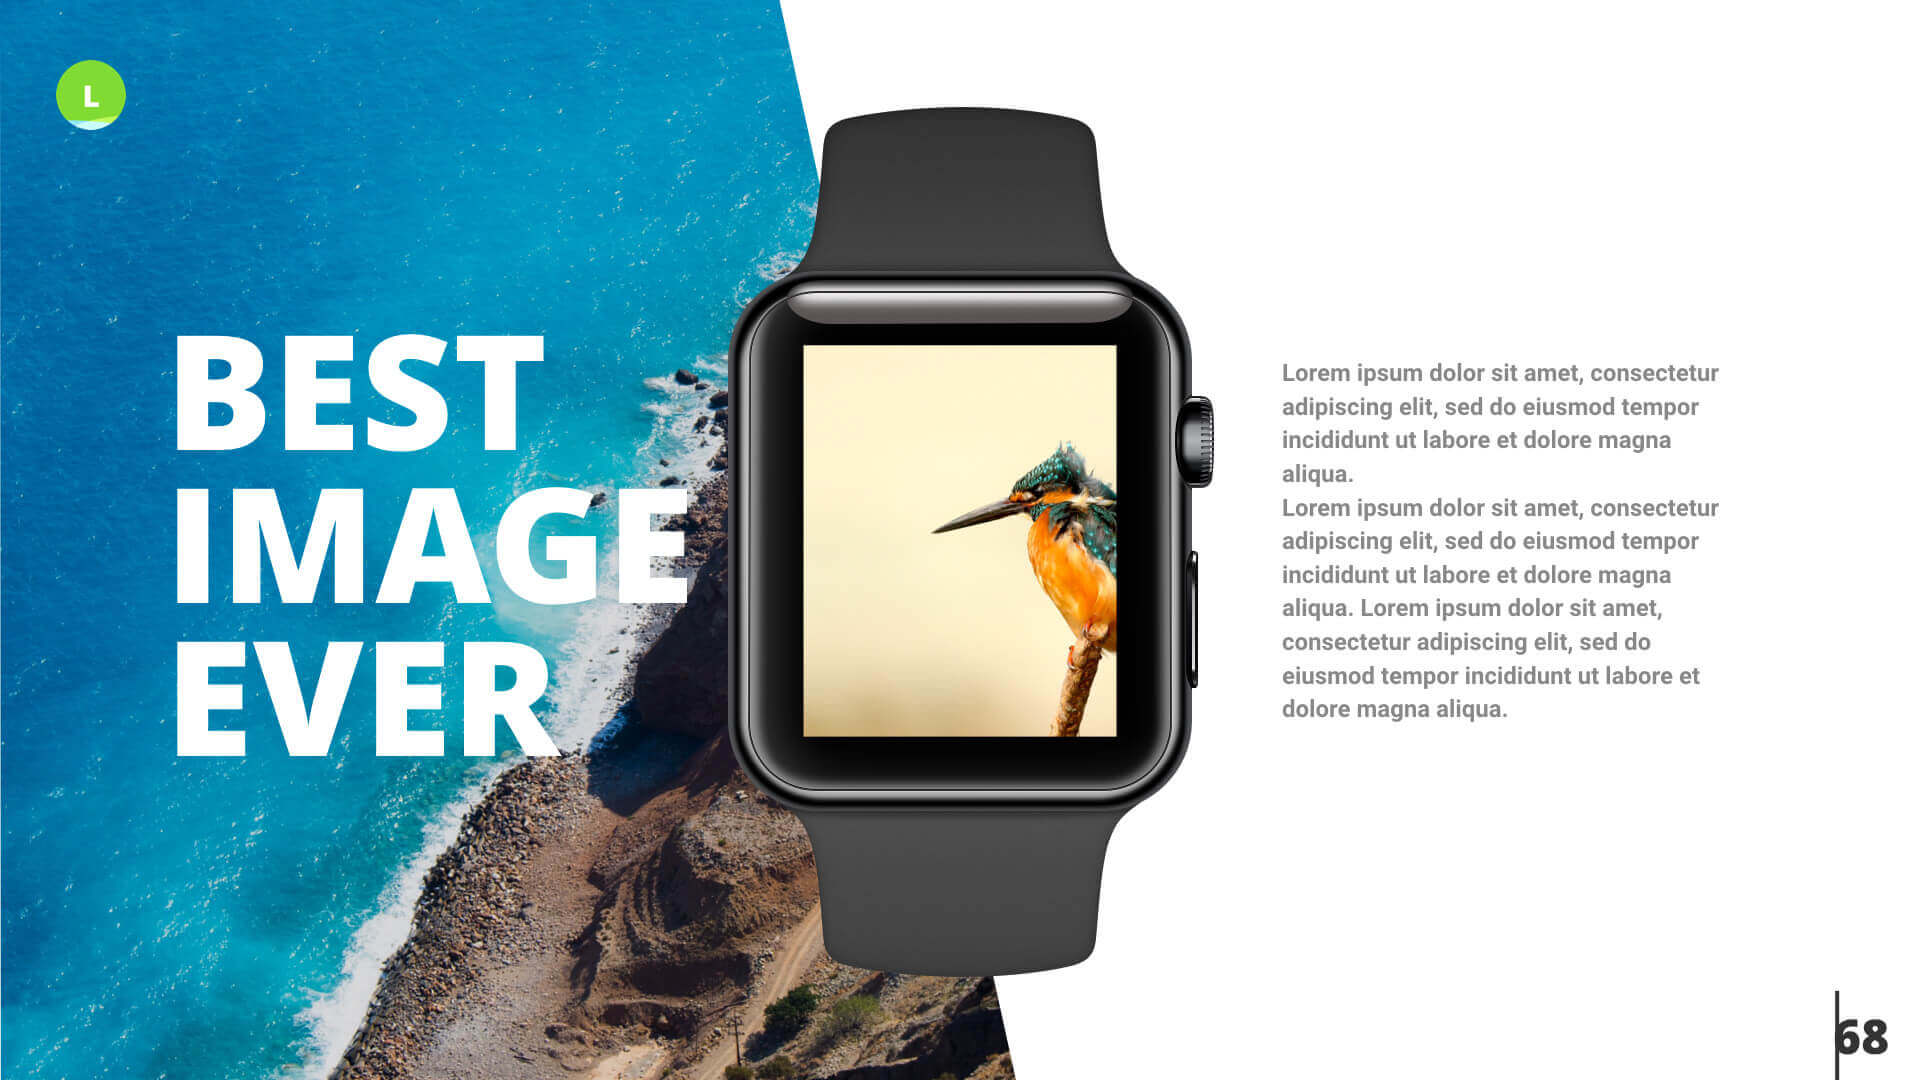 L
BEST
IMAGE
EVER
Lorem ipsum dolor sit amet, consectetur
adipiscing elit, sed do eiusmod tempor
incididunt ut labore et dolore magna
aliqua.
Lorem ipsum dolor sit amet, consectetur
adipiscing elit, sed do eiusmod tempor
incididunt ut labore et dolore magna
aliqua. Lorem ipsum dolor sit amet,
consectetur adipiscing elit, sed do
eiusmod tempor incididunt ut labore et
dolore magna aliqua.
68